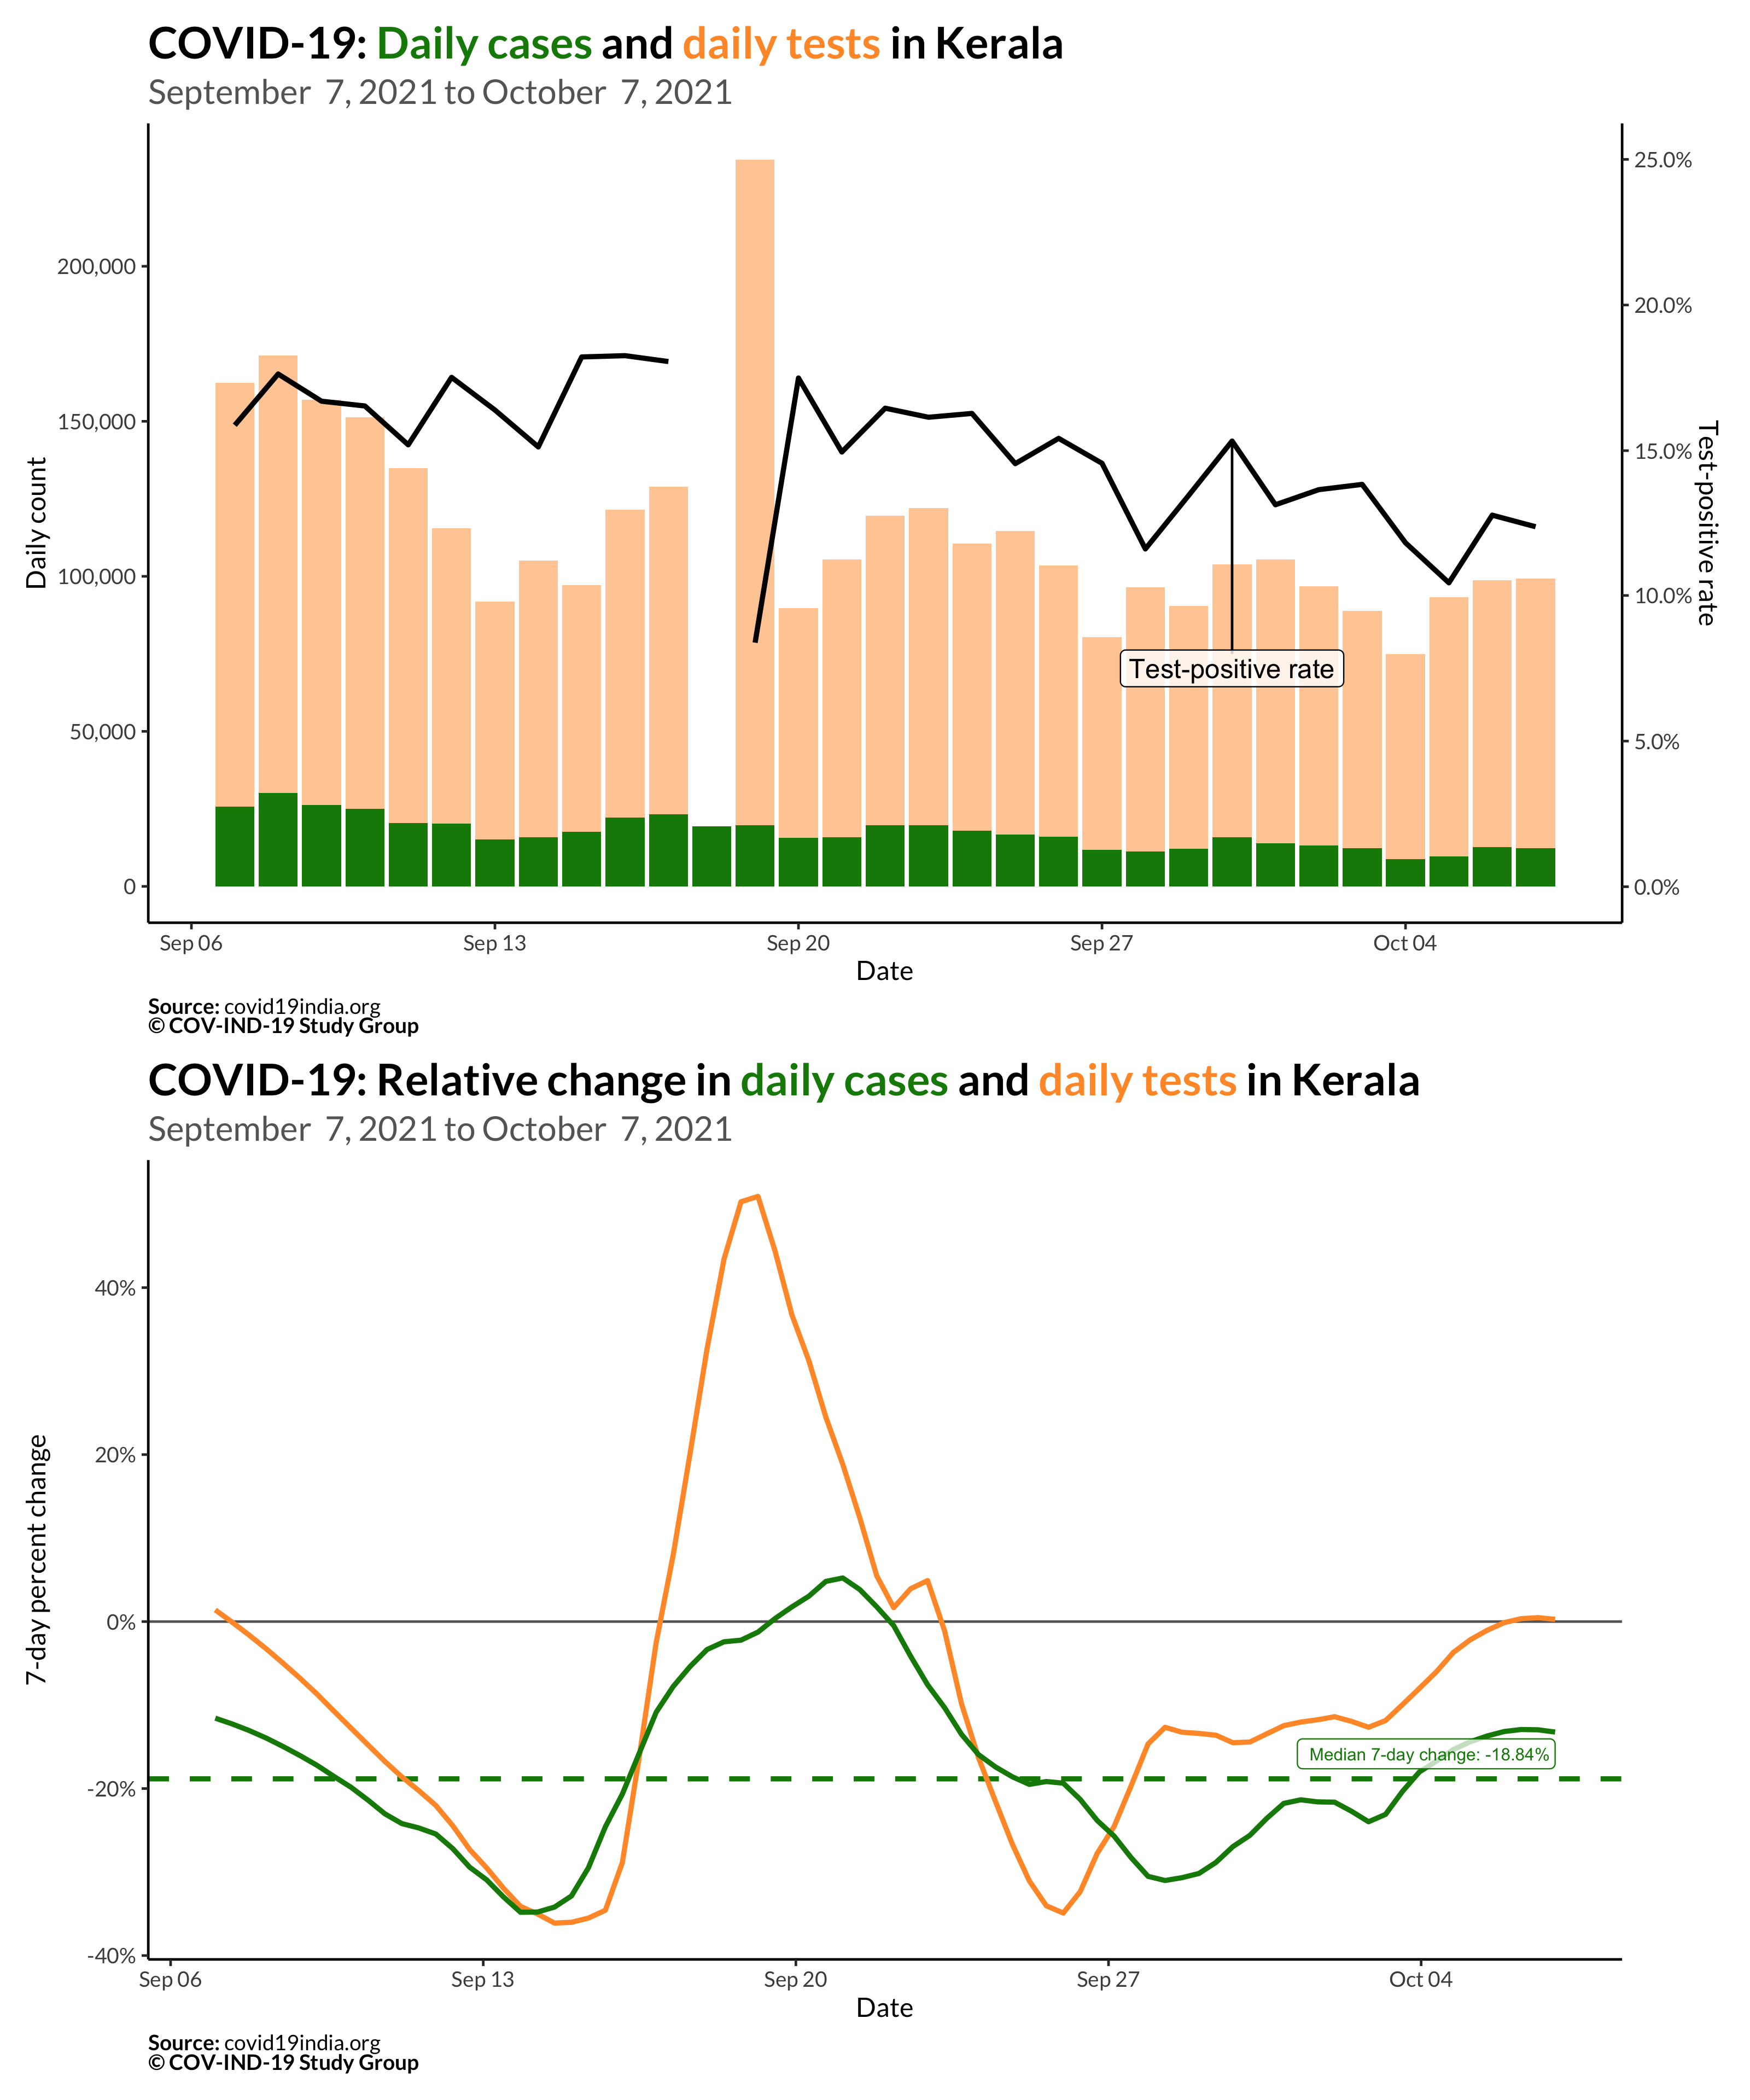 COVID-19: Daily cases and daily tests in Kerala
September 7, 2021 to October 7, 2021
25.0%
20.0%
15.0%
10.0%
5.0%
0.0%
200,000
150,000
100,000
50,000
0
Daily count
Test-positive rate
Test-positive rate
Sep 06 Sep 13 Sep 20 Sep 27 Oct 04
Date
Source: covid19india.org
© COV-IND-19 Study Group
COVID-19: Relative change in daily cases and daily tests in Kerala
September 7, 2021 to October 7, 2021
40%
20%
0%
-20%
-40%
7-day percent change
Median 7-day change: -18.84%
Sep 06 Sep 13 Sep 20 Sep 27 Oct 04
Date
Source: covid19india.org
© COV-IND-19 Study Group